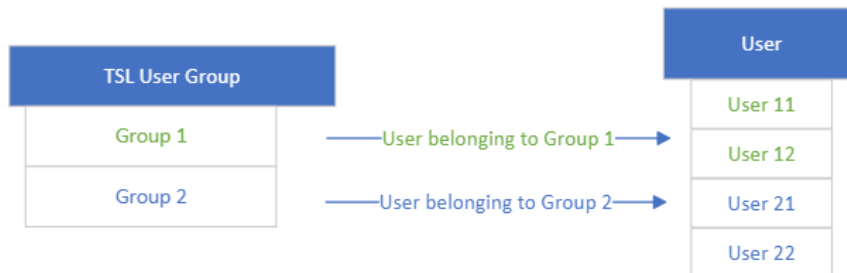 TSL User Group
Group 1
Group 2
User belonging to Group 1
User belonging to Group 2
User
User 11
User 12
User 21
User 22